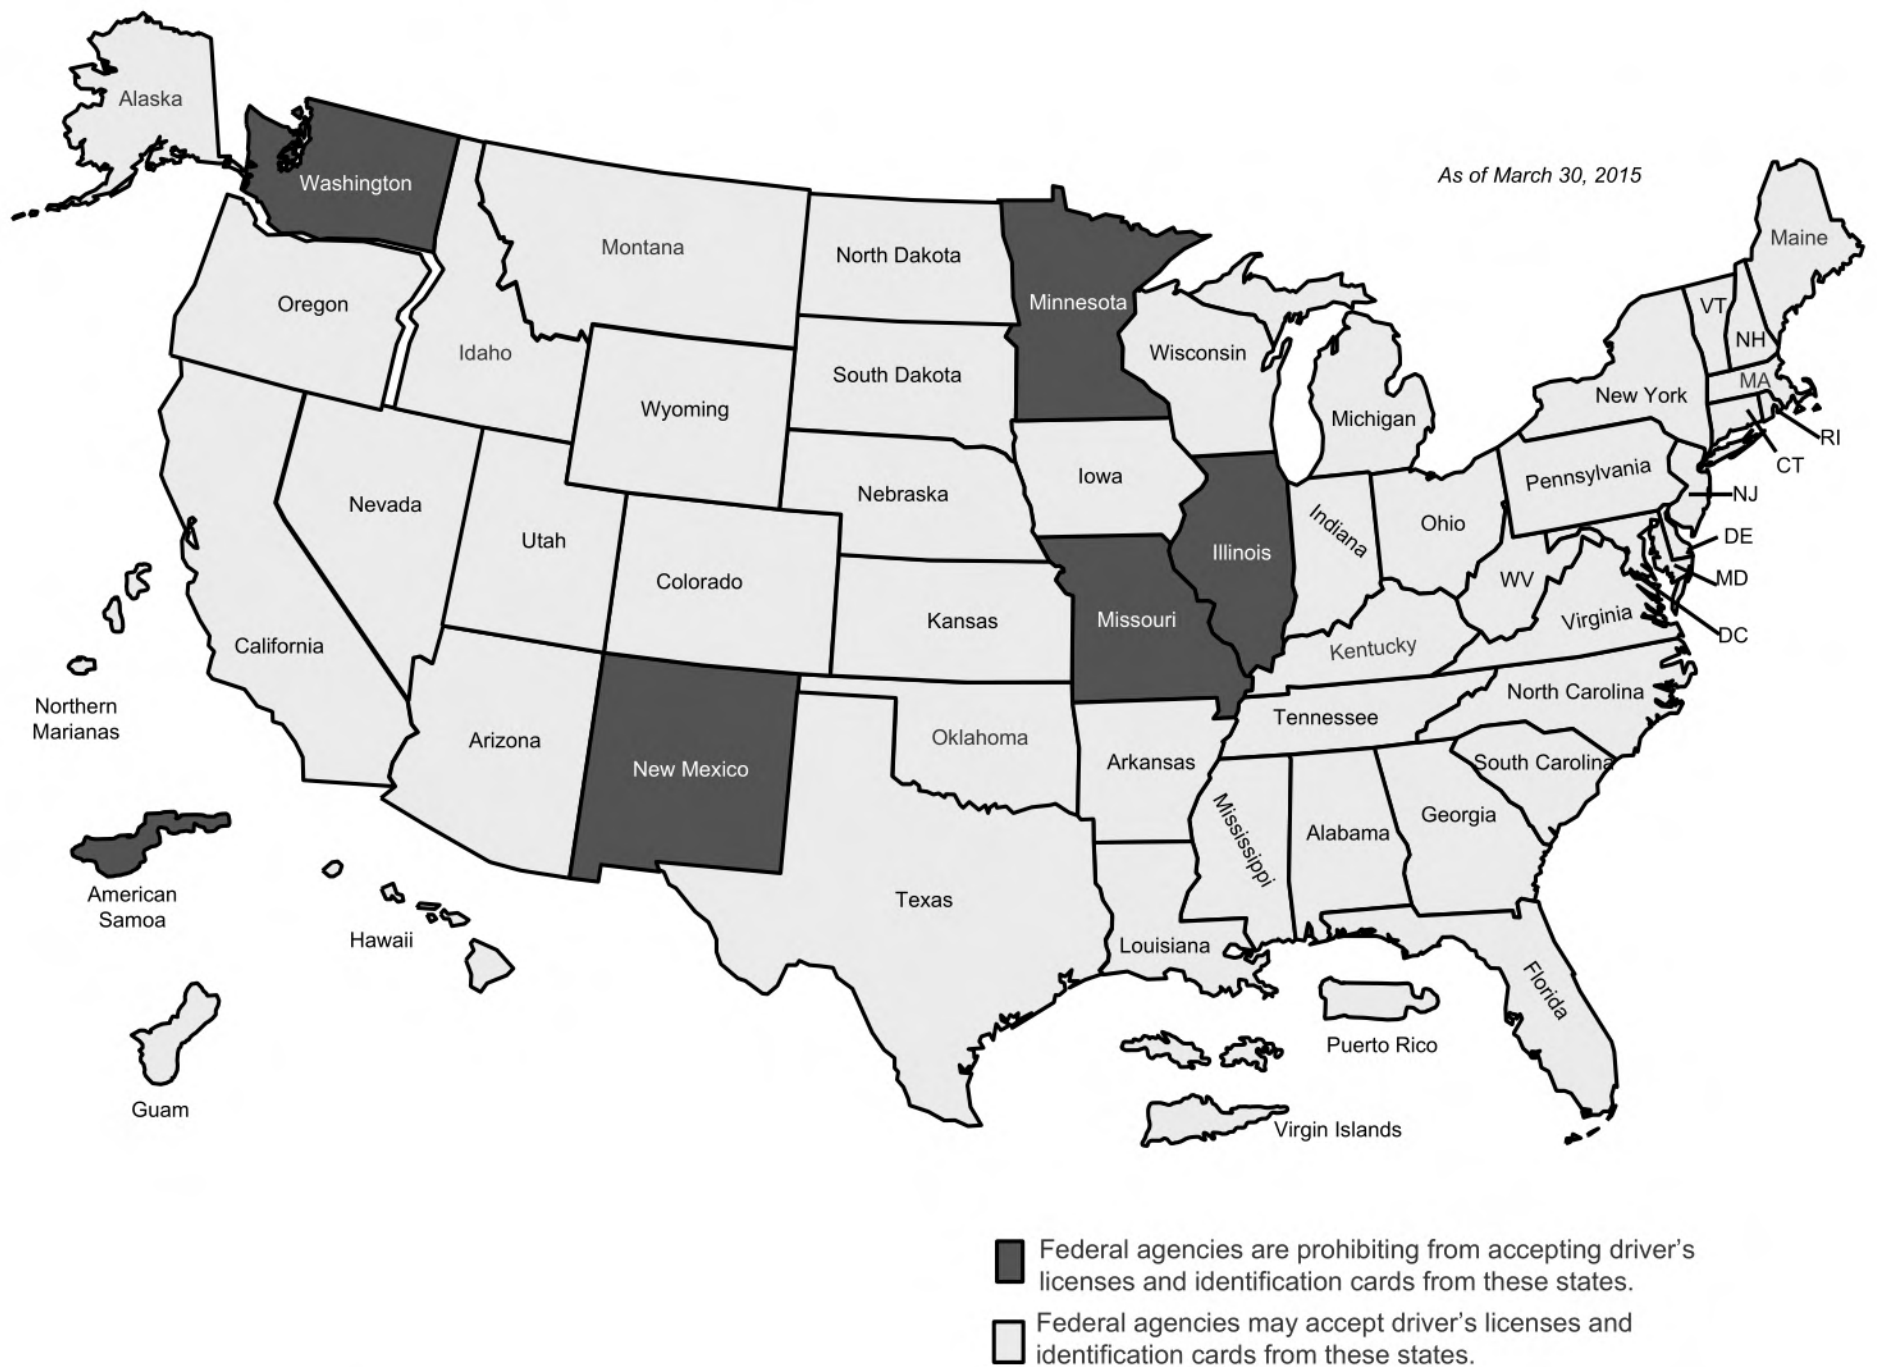 Alaska
Washington
As of March 30, 2015
Montana
North Dakota
Minnesota
Maine
Oregon
Idaho
South Dakota
Wisconsin
VT
NH
MA
New York
Wyoming
Michigan
RI
CT
Iowa
Pennsylvania
Nebraska
NJ
Nevada
Utah
Colorado
Illinois
Indiana
Ohio
DE
WV
MD
Kansas
Missouri
Virginia
DC
California
Kentucky
Northern
Marianas
North Carolina
Tennessee
Arizona
New Mexico
Oklahoma
Arkansas
South Carolina
Mississippi
Alabama
Georgia
American
Samoa
Texas
Hawaii
Louisiana
Florida
Puerto Rico
Guam
Virgin Islands
Federal agencies are prohibiting from accepting driver’s
licenses and identification cards from these states.
Federal agencies may accept driver’s licenses and
identification cards from these states.